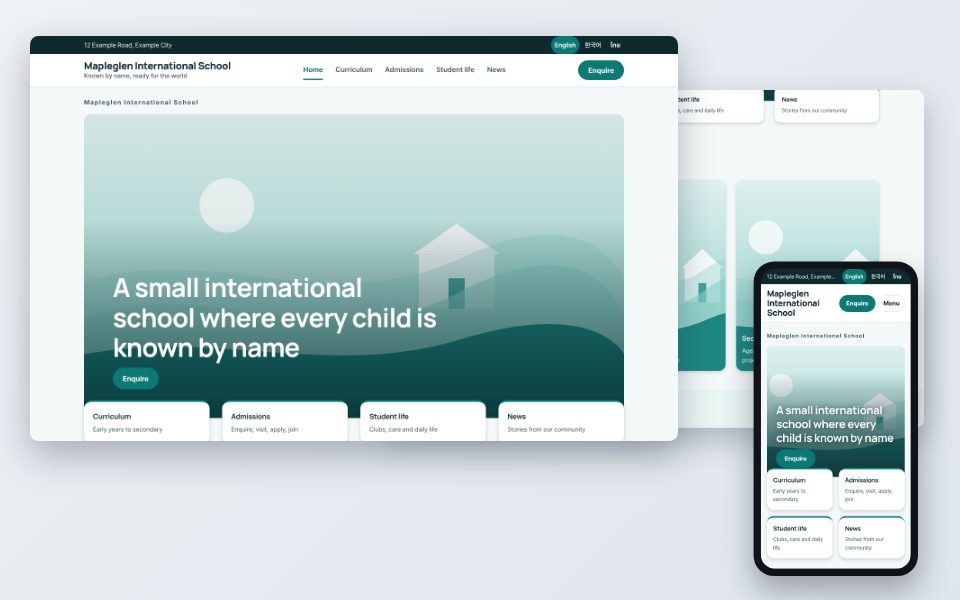 12 Example Road, Example City
English 한국어 ไทย
Mapleglen International School
Known by name, ready for the world
Home Curriculum Admissions Student life News
Enquire
Mapleglen International School
A small international
school where every child is
known by name
Enquire
Curriculum
Early years to secondary
Admissions
Enquire, visit, apply, join
Student life
Clubs, care and daily life
News
Stories from our community
life
care and daily life
News
Stories from our community
12 Example Road, Example...
English 한국어 ไทย
Mapleglen
International
School
Enquire
Menu
Mapleglen International School
A small international
school where every
child is known by name
Enquire
Curriculum
Early years to
secondary
Admissions
Enquire, visit, apply,
join
Student life
Clubs, care and daily
life
News
Stories from our
community